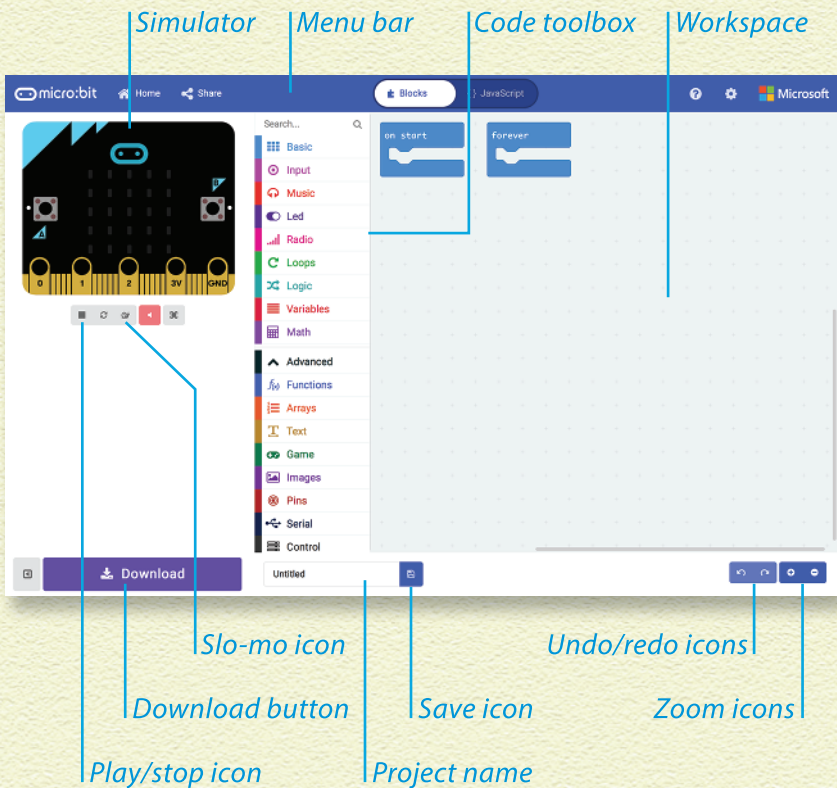 Simulator
Menu bar
Code toolbox
Workspace
micro:bit
Home
Share
Blocks
JavaScript
Microsoft
Search...
Basic
Input
Music
Led
Radio
Loops
Logic
Variables
Math
Advanced
Functions
Arrays
Text
Game
Images
Pins
Serial
Control
on start
forever
B
A
0
1
2
3V
GND
Download
Untitled
Slo-mo icon
Undo/redo icons
Download button
Save icon
Zoom icons
Play/stop icon
Project name